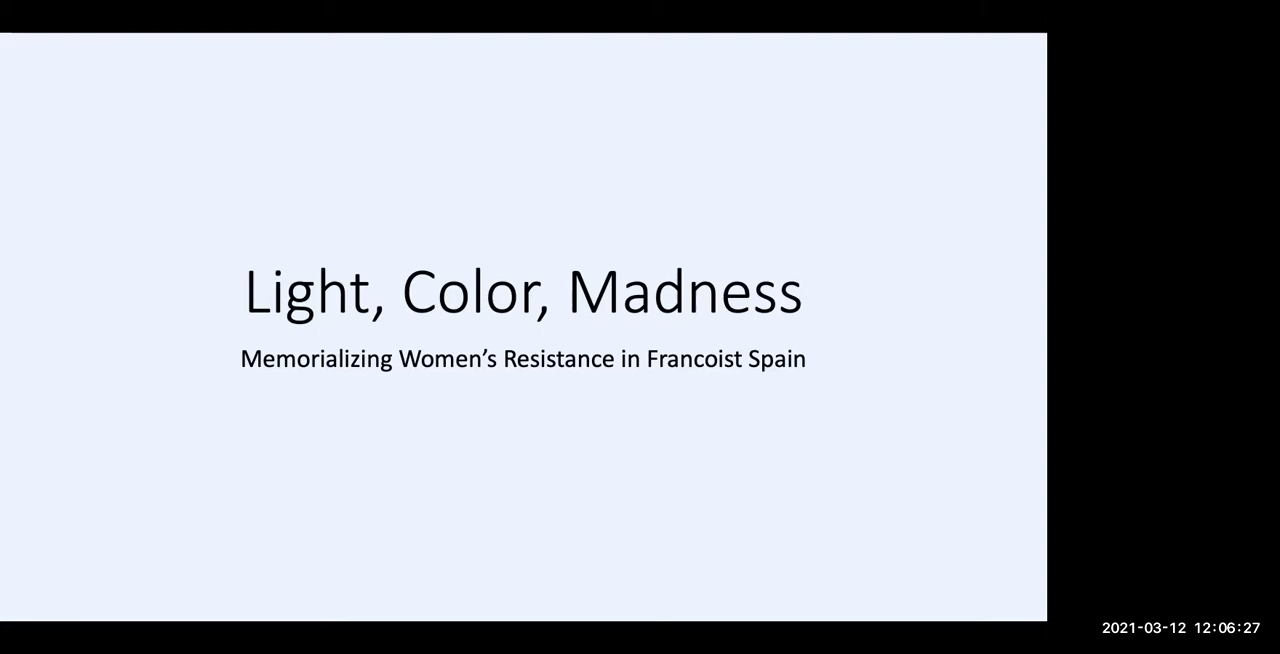 Light, Color, Madness
Memorializing Women’s Resistance in Francoist Spain
2021-03-12 12:06:27